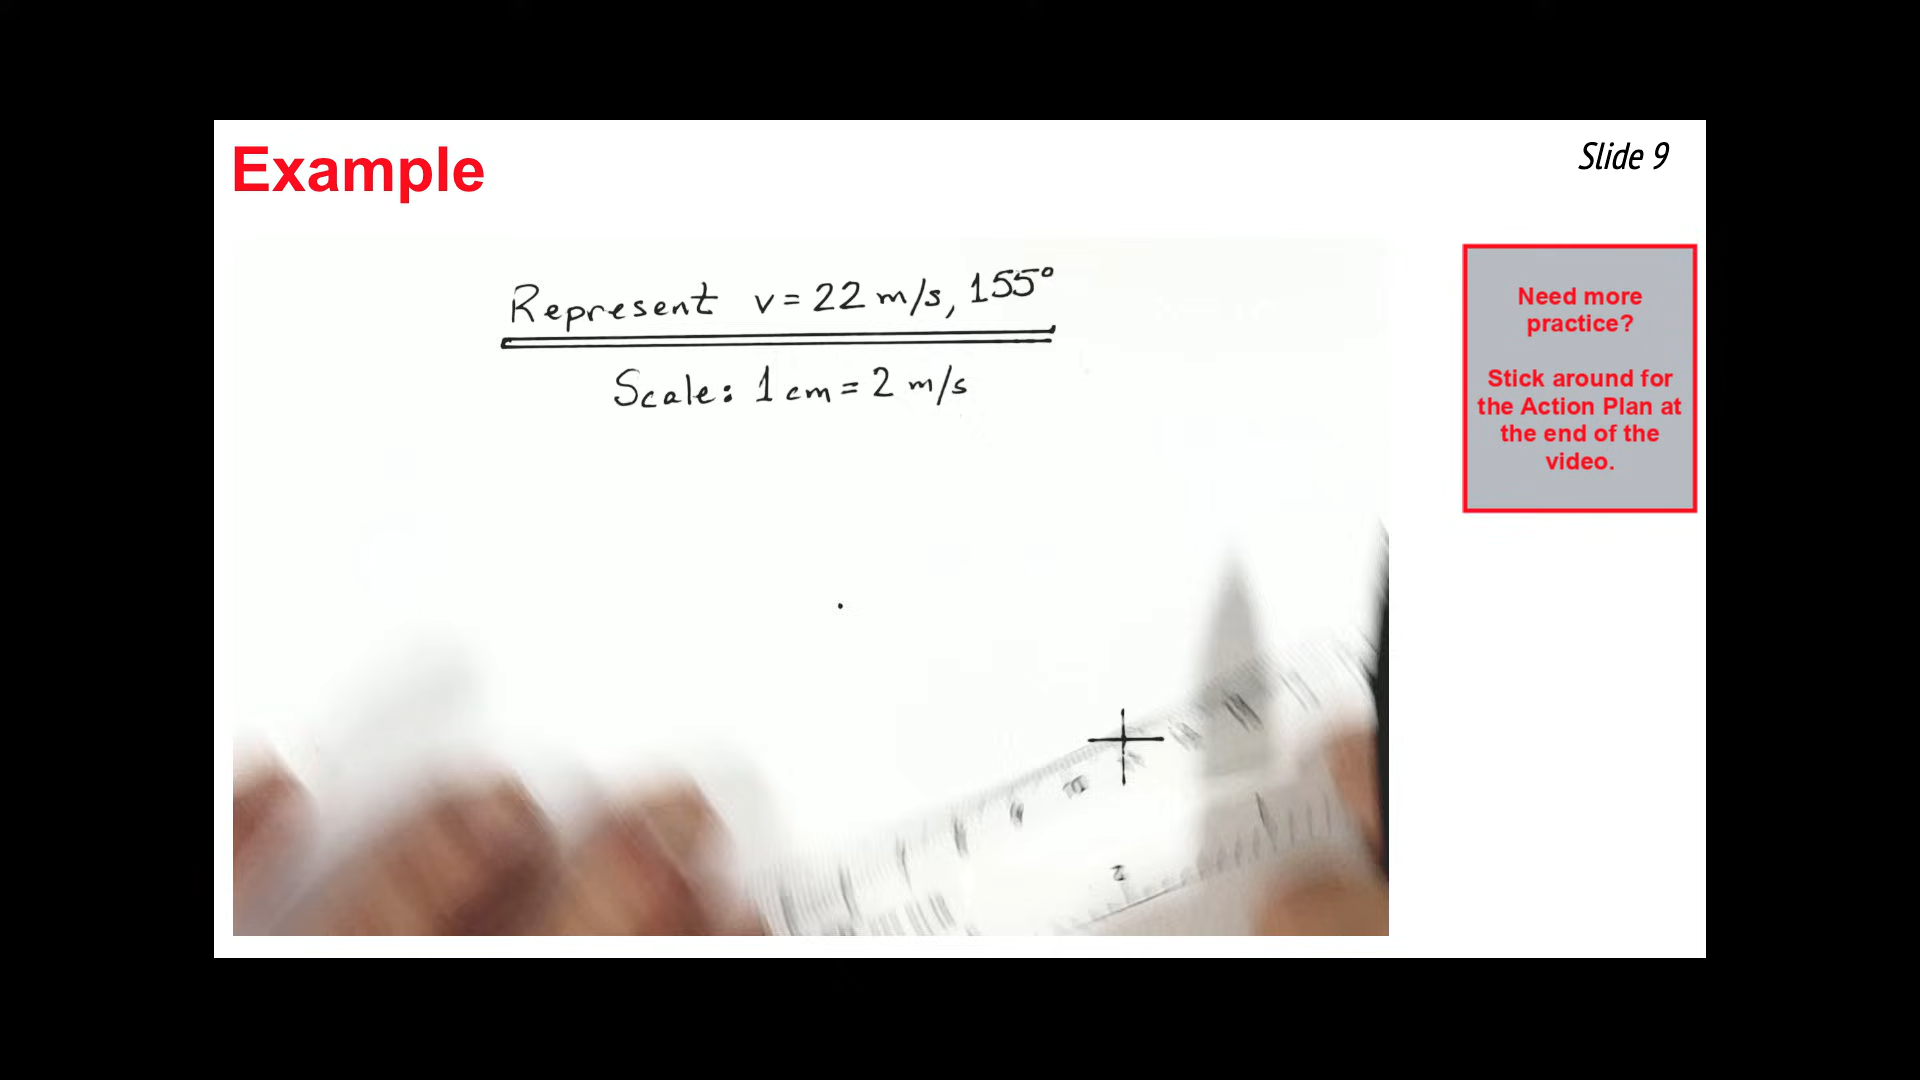 Example
Slide 9
Represent v = 22 m/s, 155°
Scale: 1 cm = 2 m/s
Need more
practice?
Stick around for
the Action Plan at
the end of the
video.
2